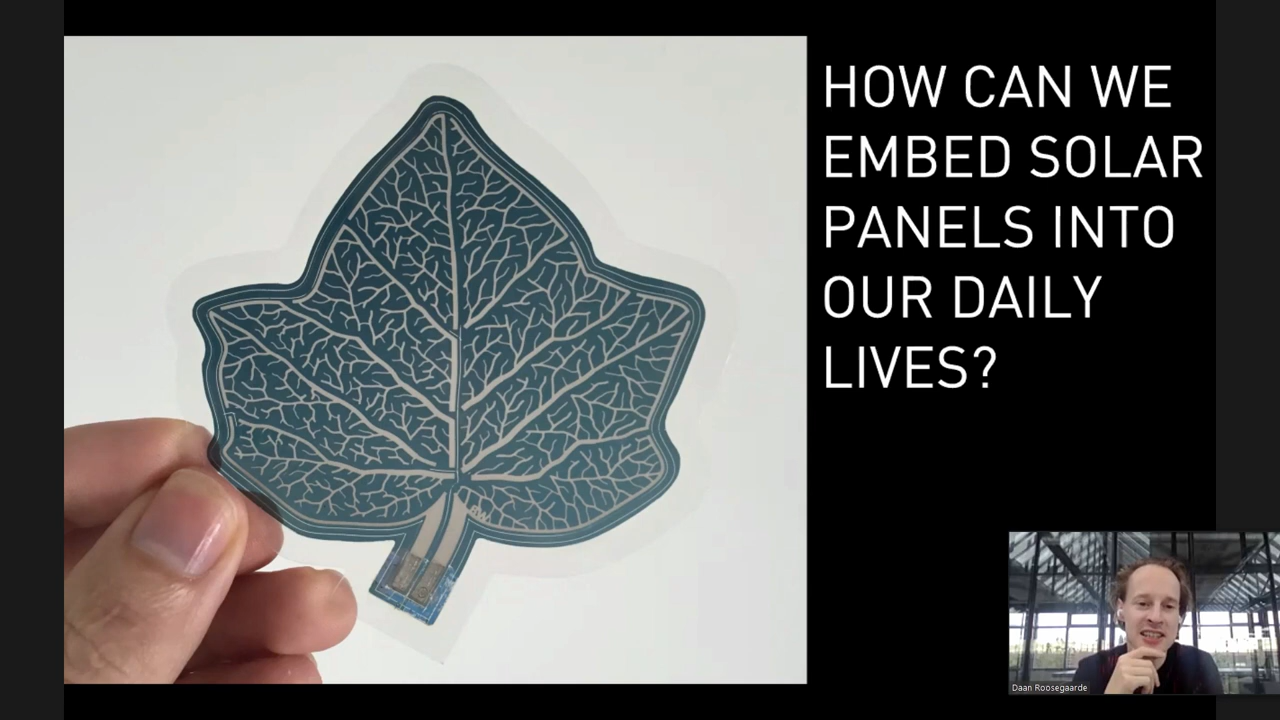 HOW CAN WE
EMBED SOLAR
PANELS INTO
OUR DAILY
LIVES?
Daan Roosegaarde